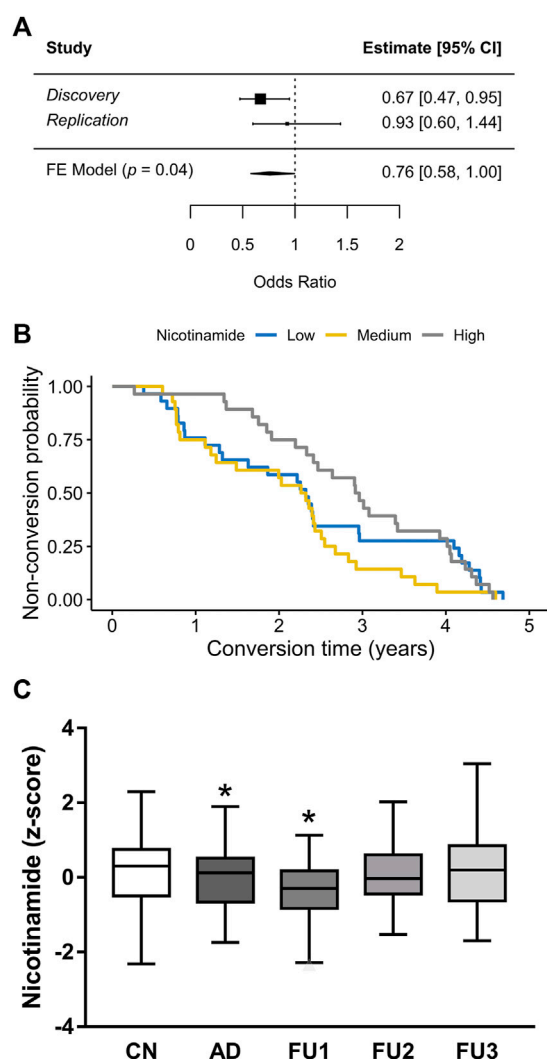 A
Study Estimate [95% CI]
Discovery 0.67 [0.47, 0.95]
Replication 0.93 [0.60, 1.44]
FE Model (p = 0.04) 0.76 [0.58, 1.00]
0 0.5 1 1.5 2
Odds Ratio
B
Nicotinamide Low Medium High
Non-conversion probability
1.00
0.75
0.50
0.25
0.00
0 1 2 3 4 5
Conversion time (years)
C
Nicotinamide (z-score)
4
2
0
-2
-4
* *
CN AD FU1 FU2 FU3